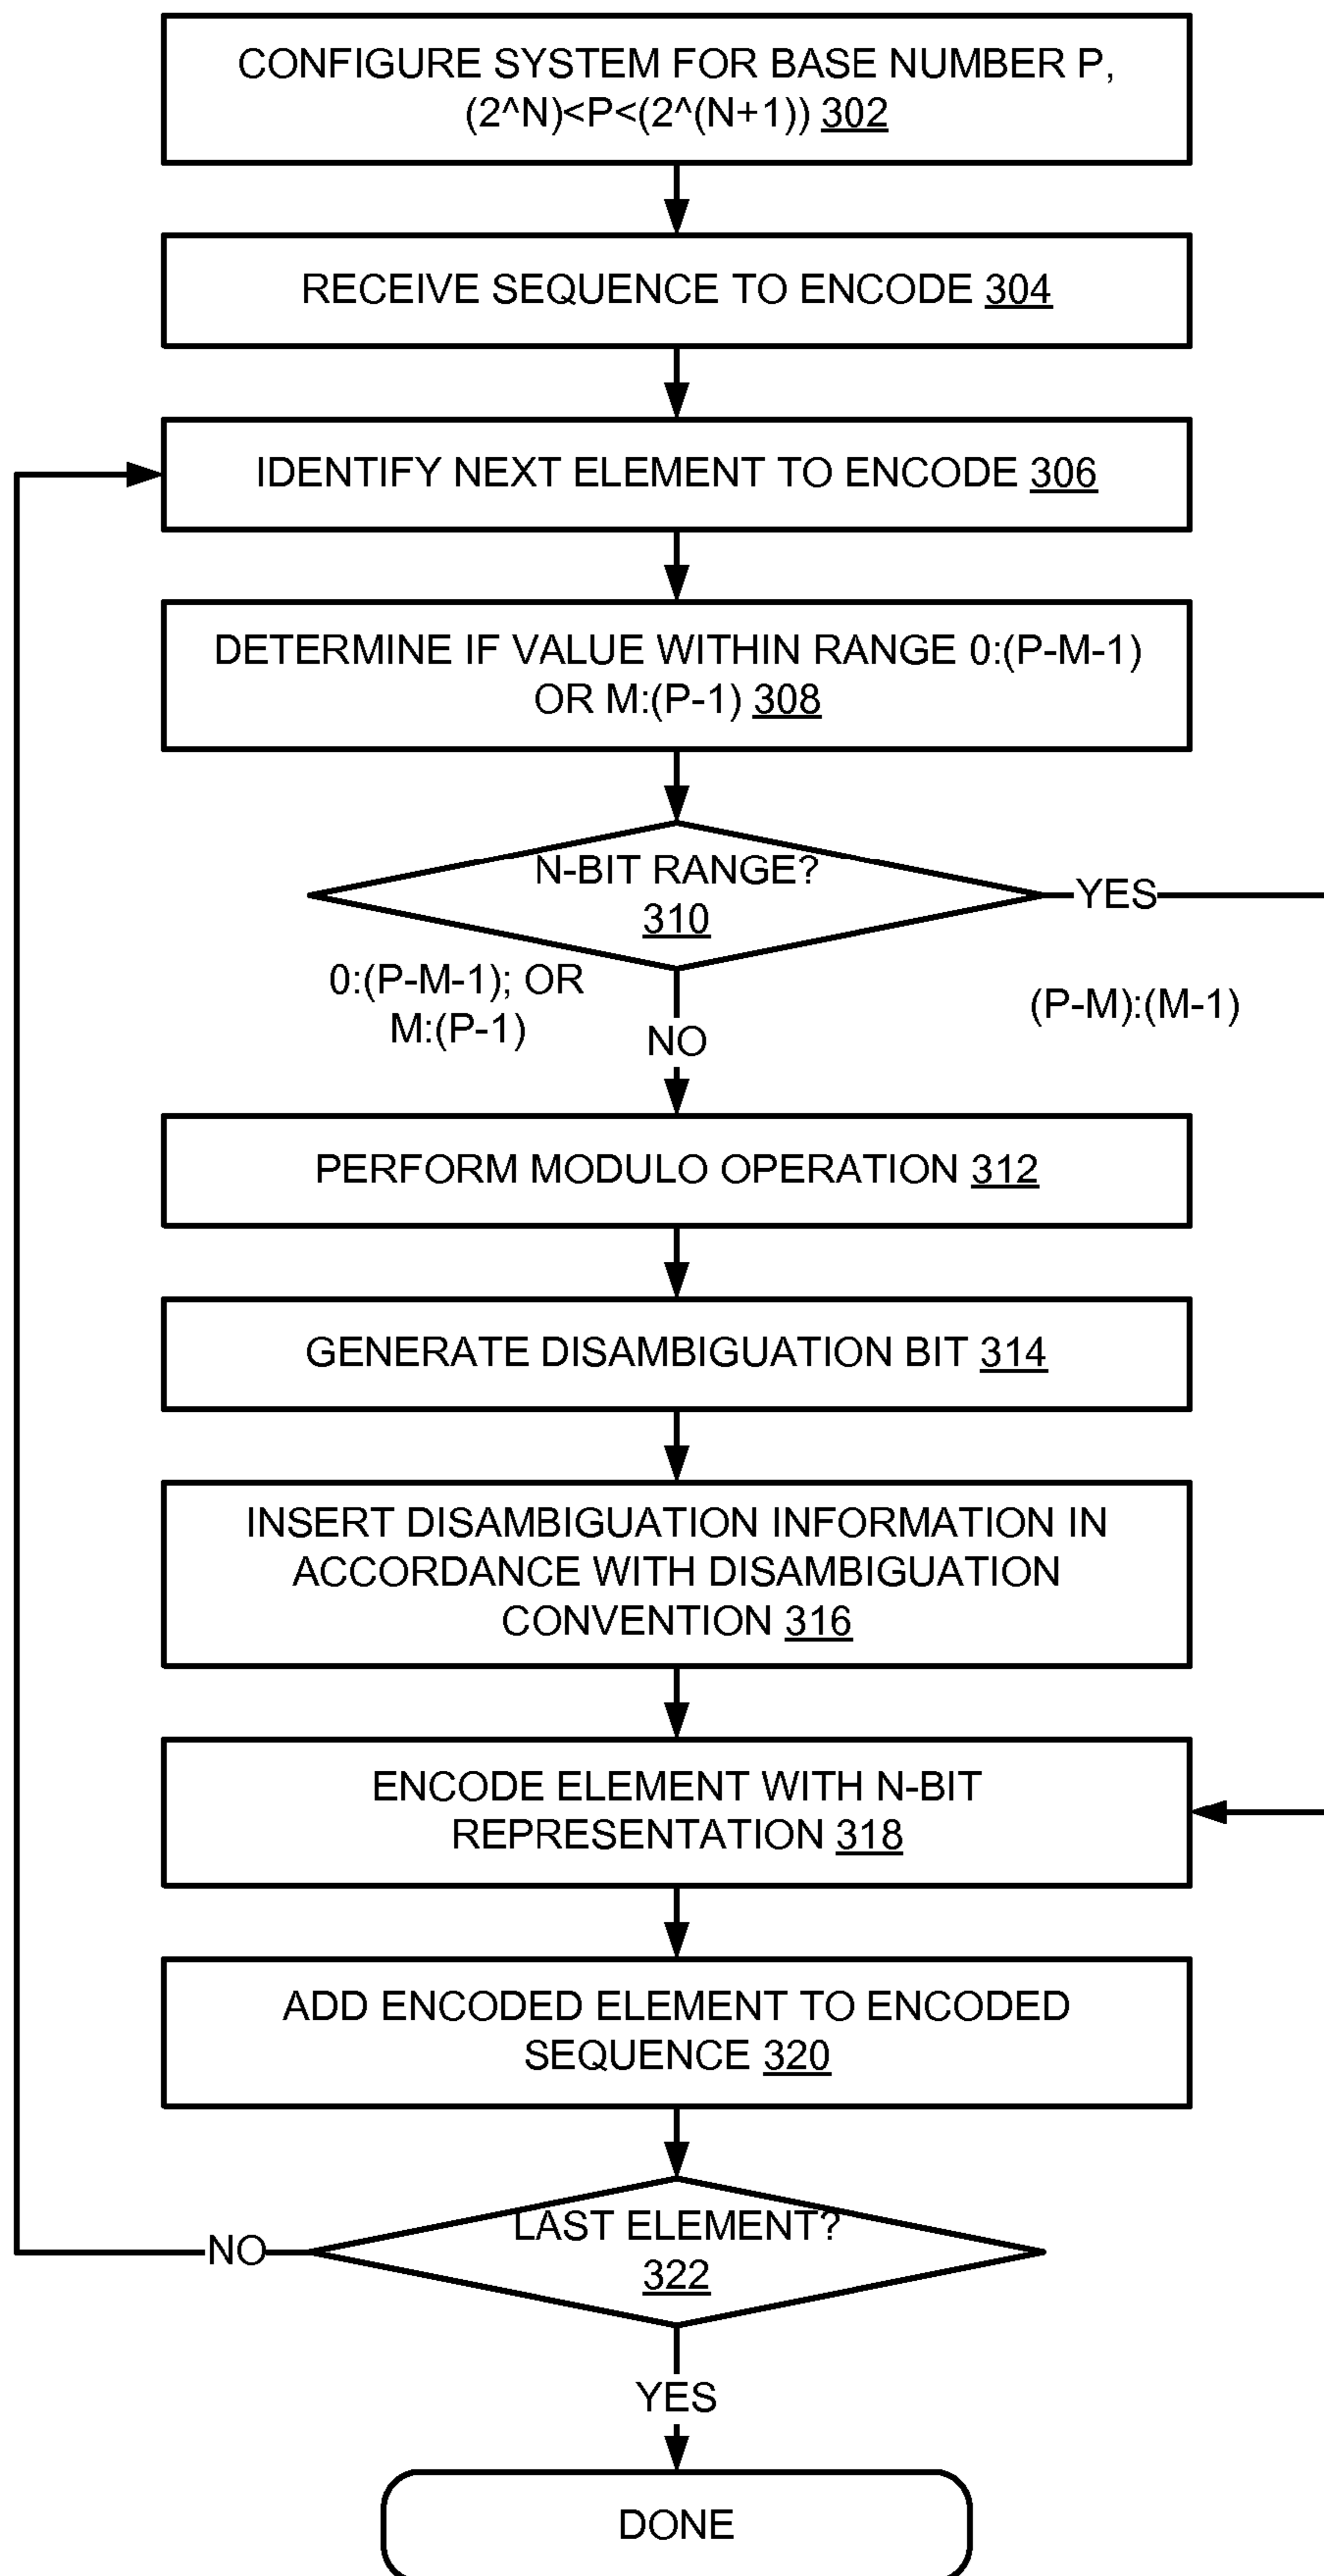 CONFIGURE SYSTEM FOR BASE NUMBER P,
(2^N)<P<(2^(N+1)) 302
RECEIVE SEQUENCE TO ENCODE 304
IDENTIFY NEXT ELEMENT TO ENCODE 306
DETERMINE IF VALUE WITHIN RANGE 0:(P-M-1)
OR M:(P-1) 308
N-BIT RANGE?
310
YES
0:(P-M-1); OR
M:(P-1)
(P-M):(M-1)
NO
PERFORM MODULO OPERATION 312
GENERATE DISAMBIGUATION BIT 314
INSERT DISAMBIGUATION INFORMATION IN
ACCORDANCE WITH DISAMBIGUATION
CONVENTION 316
ENCODE ELEMENT WITH N-BIT
REPRESENTATION 318
ADD ENCODED ELEMENT TO ENCODED
SEQUENCE 320
LAST ELEMENT?
322
NO
YES
DONE